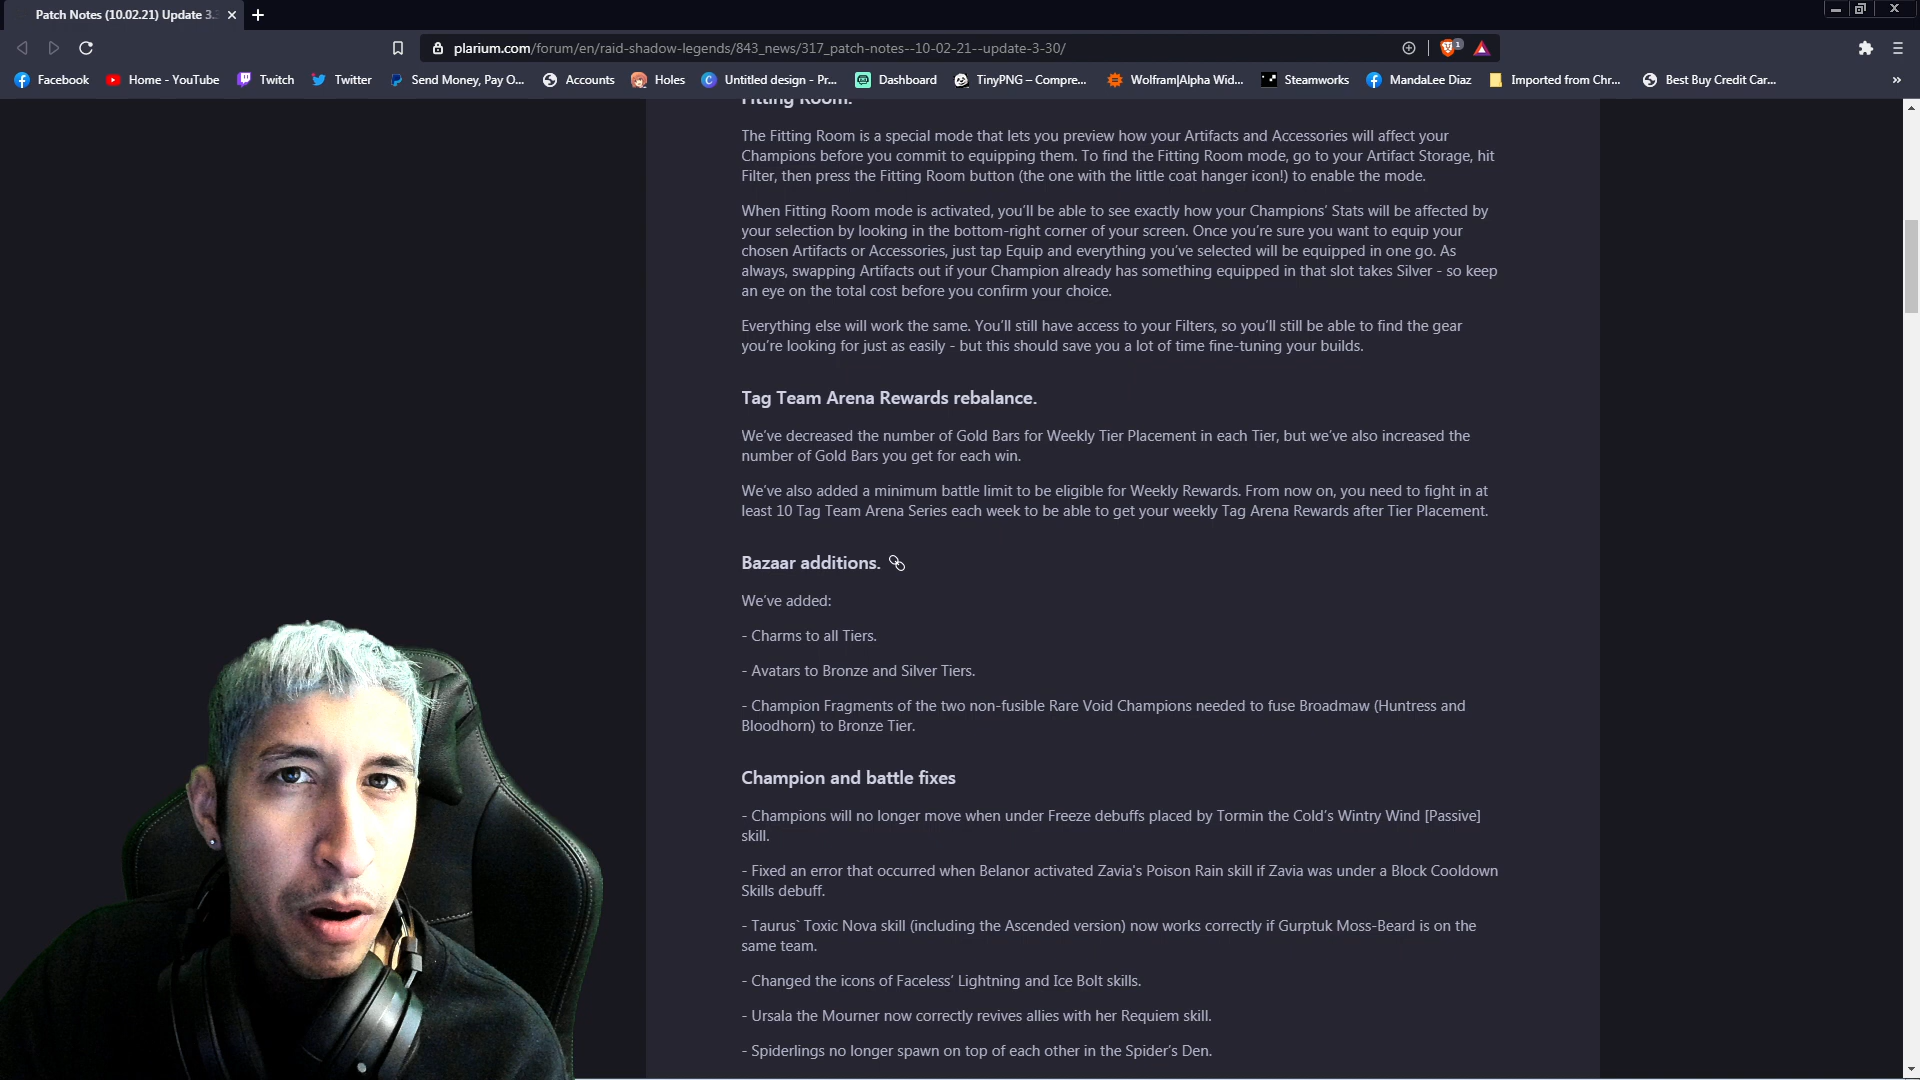 Patch Notes (10.02.21) Update 3.
plarium.com/forum/en/raid-shadow-legends/843_news/317_patch-notes--10-02-21--update-3-30/
Facebook Home - YouTube Twitch Twitter Send Money, Pay O... Accounts Holes Untitled design - Pr... Dashboard TinyPNG – Compre... Wolfram|Alpha Wid... Steamworks MandaLee Diaz Imported from Chr... Best Buy Credit Car... »
Fitting Room.
The Fitting Room is a special mode that lets you preview how your Artifacts and Accessories will affect your
Champions before you commit to equipping them. To find the Fitting Room mode, go to your Artifact Storage, hit
Filter, then press the Fitting Room button (the one with the little coat hanger icon!) to enable the mode.
When Fitting Room mode is activated, you’ll be able to see exactly how your Champions’ Stats will be affected by
your selection by looking in the bottom-right corner of your screen. Once you’re sure you want to equip your
chosen Artifacts or Accessories, just tap Equip and everything you’ve selected will be equipped in one go. As
always, swapping Artifacts out if your Champion already has something equipped in that slot takes Silver - so keep
an eye on the total cost before you confirm your choice.
Everything else will work the same. You’ll still have access to your Filters, so you’ll still be able to find the gear
you’re looking for just as easily - but this should save you a lot of time fine-tuning your builds.
Tag Team Arena Rewards rebalance.
We’ve decreased the number of Gold Bars for Weekly Tier Placement in each Tier, but we’ve also increased the
number of Gold Bars you get for each win.
We’ve also added a minimum battle limit to be eligible for Weekly Rewards. From now on, you need to fight in at
least 10 Tag Team Arena Series each week to be able to get your weekly Tag Arena Rewards after Tier Placement.
Bazaar additions.
We’ve added:
- Charms to all Tiers.
- Avatars to Bronze and Silver Tiers.
- Champion Fragments of the two non-fusible Rare Void Champions needed to fuse Broadmaw (Huntress and
Bloodhorn) to Bronze Tier.
Champion and battle fixes
- Champions will no longer move when under Freeze debuffs placed by Tormin the Cold’s Wintry Wind [Passive]
skill.
- Fixed an error that occurred when Belanor activated Zavia's Poison Rain skill if Zavia was under a Block Cooldown
Skills debuff.
- Taurus` Toxic Nova skill (including the Ascended version) now works correctly if Gurptuk Moss-Beard is on the
same team.
- Changed the icons of Faceless’ Lightning and Ice Bolt skills.
- Ursala the Mourner now correctly revives allies with her Requiem skill.
- Spiderlings no longer spawn on top of each other in the Spider’s Den.